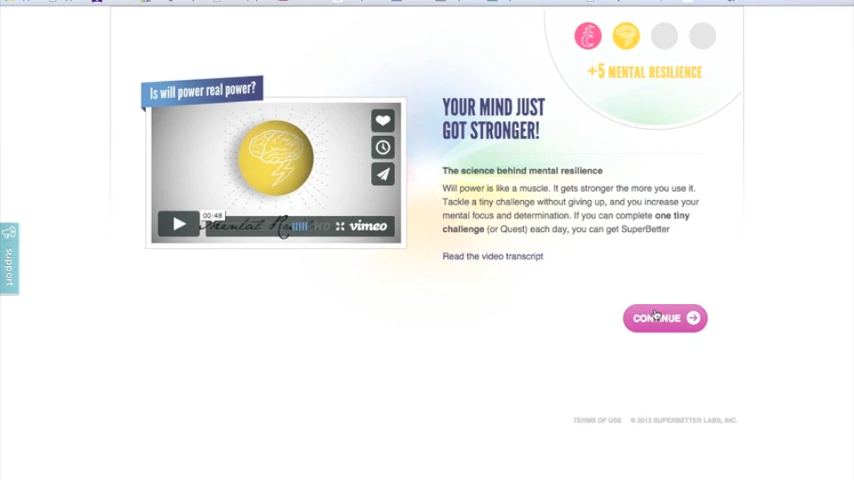 +5 MENTAL RESILIENCE
Is will power real power?
YOUR MIND JUST
GOT STRONGER!
The science behind mental resilience
Will power is like a muscle. It gets stronger the more you use it.
Tackle a tiny challenge without giving up, and you increase your
mental focus and determination. If you can complete one tiny
challenge (or Quest) each day, you can get SuperBetter
Read the video transcript
00:48
HD vimeo
support
CONTINUE
TERMS OF USE © 2012 SUPERBETTER LABS, INC.